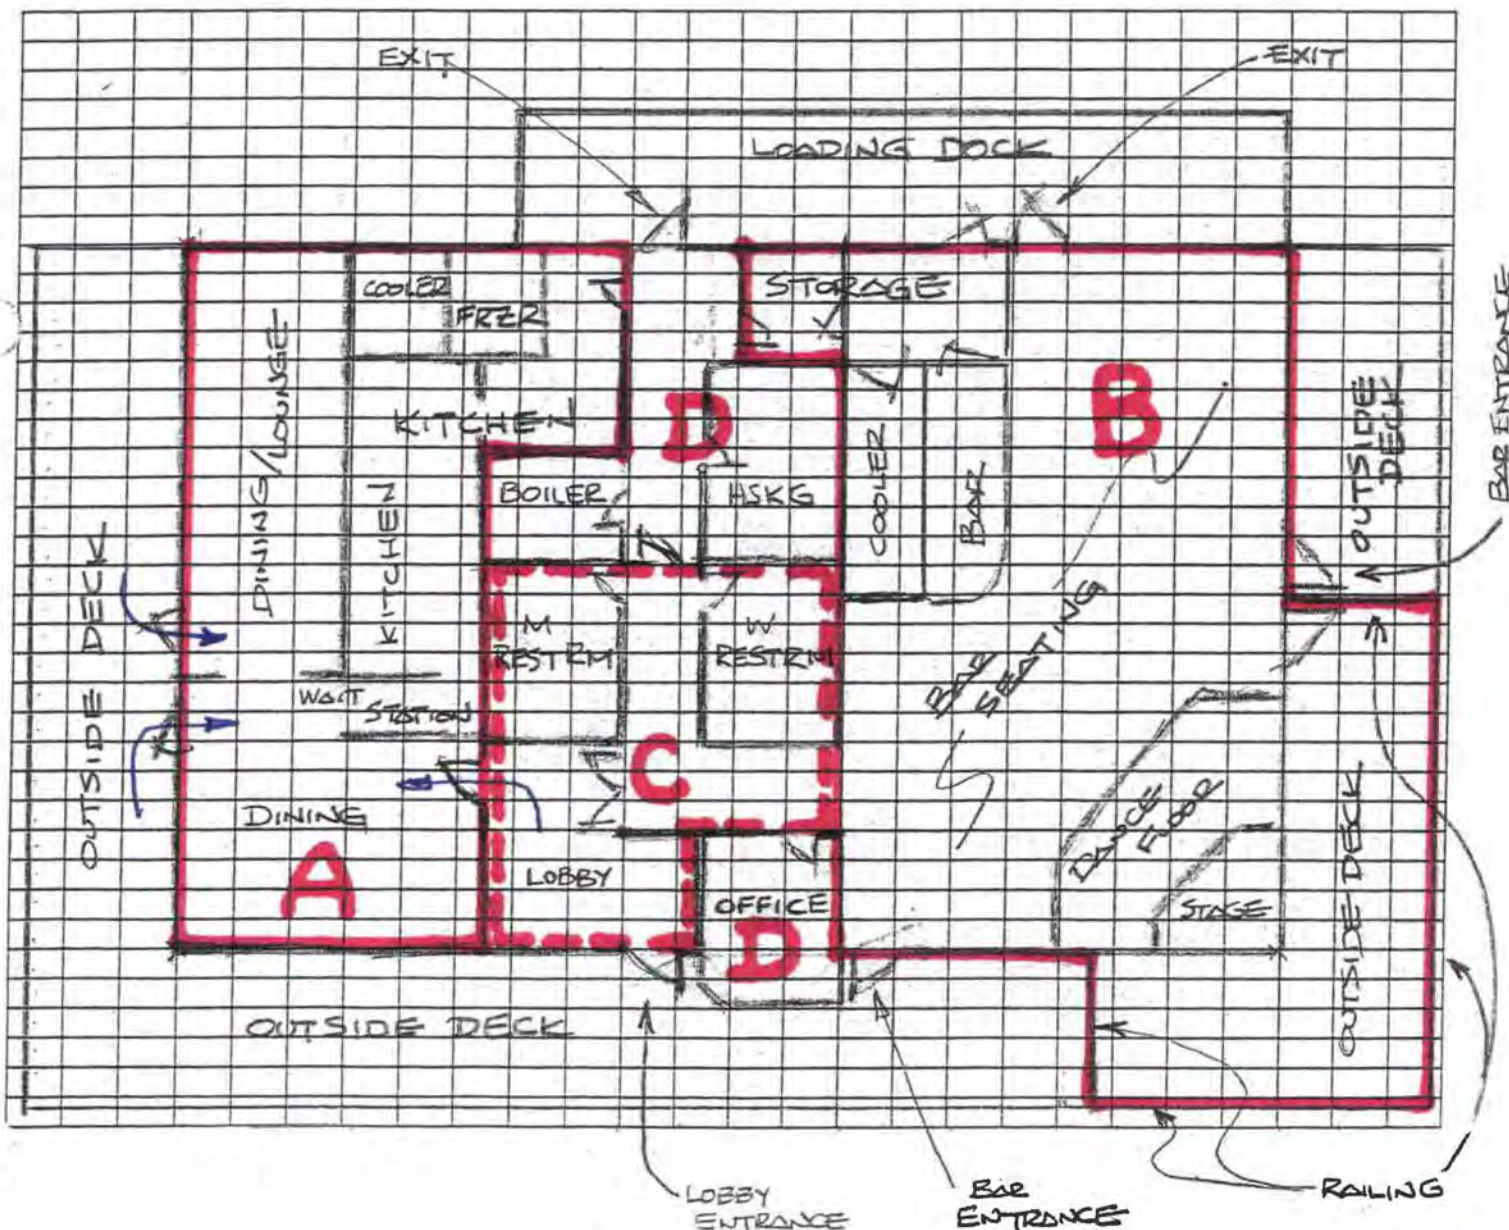 EXIT
EXIT
LOADING DOCK
COOLER
FRZR
STORAGE
BAR ENTRANCE
DINING/LOUNGE
KITCHEN
D
B
OUTSIDE
DECK
BOILER
HSKG
COOLER
BAR
KITCHEN
OUTSIDE DECK
M
RESTRM
W
RESTRM
BAR
SEATING
WAIT
STATION
C
DINING
A
LOBBY
OFFICE
D
DANCE
FLOOR
STAGE
OUTSIDE DECK
OUTSIDE DECK
LOBBY
ENTRANCE
BAR
ENTRANCE
RAILING